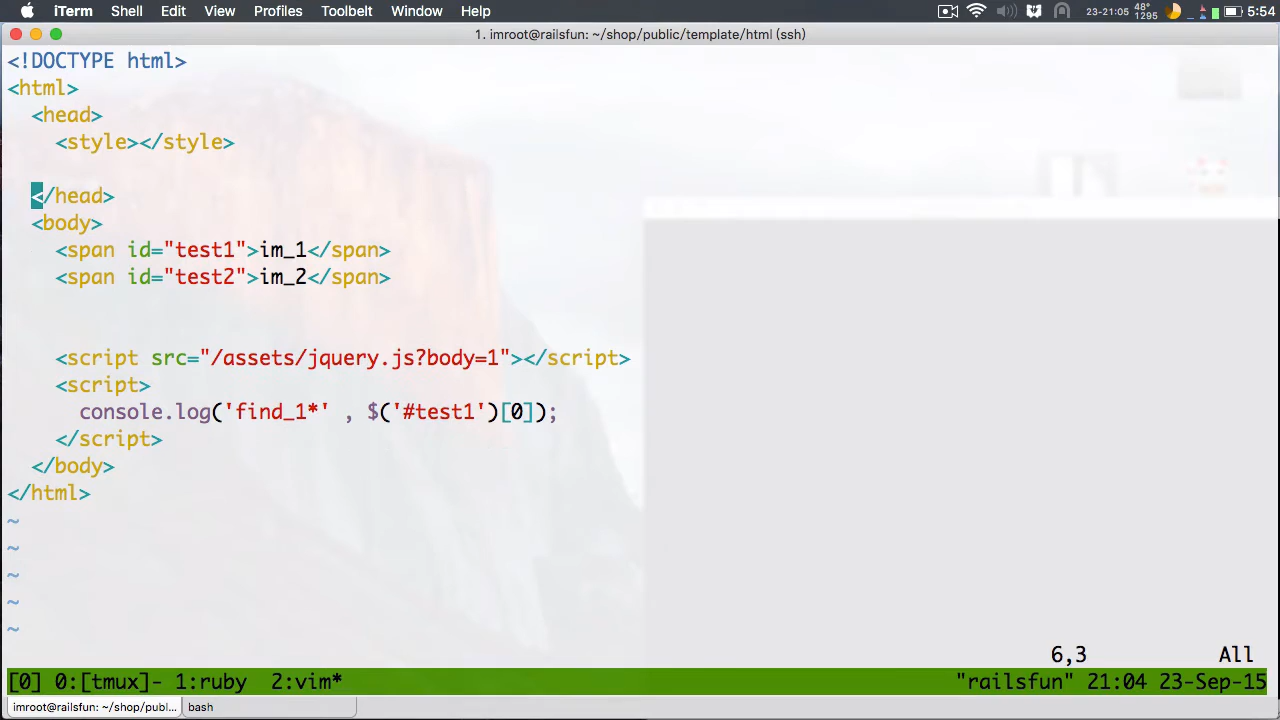 iTerm Shell Edit View Profiles Toolbelt Window Help 23-21:05 48° 1295 5:54
1. imroot@railsfun: ~/shop/public/template/html (ssh)
<!DOCTYPE html>
<html>
  <head>
    <style></style>
  </head>
  <body>
    <span id="test1">im_1</span>
    <span id="test2">im_2</span>
    <script src="/assets/jquery.js?body=1"></script>
    <script>
      console.log('find_1*' , $('#test1')[0]);
    </script>
  </body>
</html>
~
~
~
~
~
6,3 All
[0] 0:[tmux]- 1:ruby 2:vim* "railsfun" 21:04 23-Sep-15
imroot@railsfun: ~/shop/publ... bash